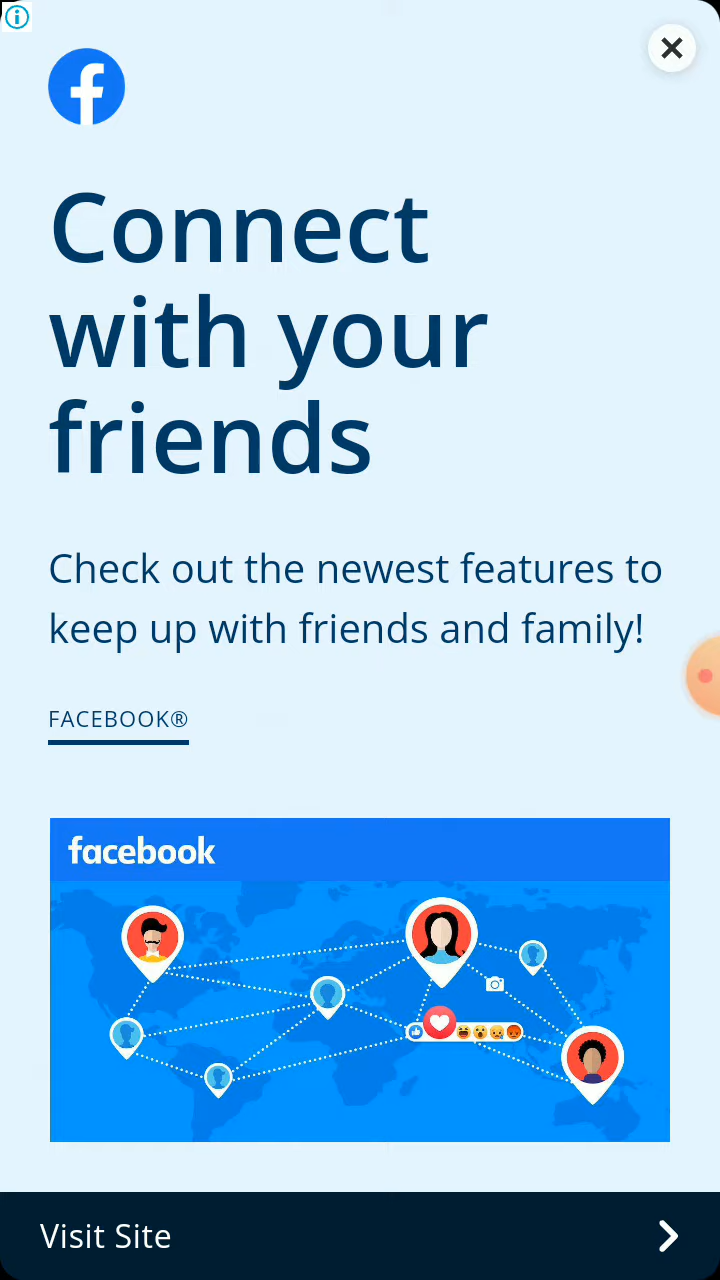 Connect
with your
friends
Check out the newest features to
keep up with friends and family!
FACEBOOK®
facebook
Visit Site